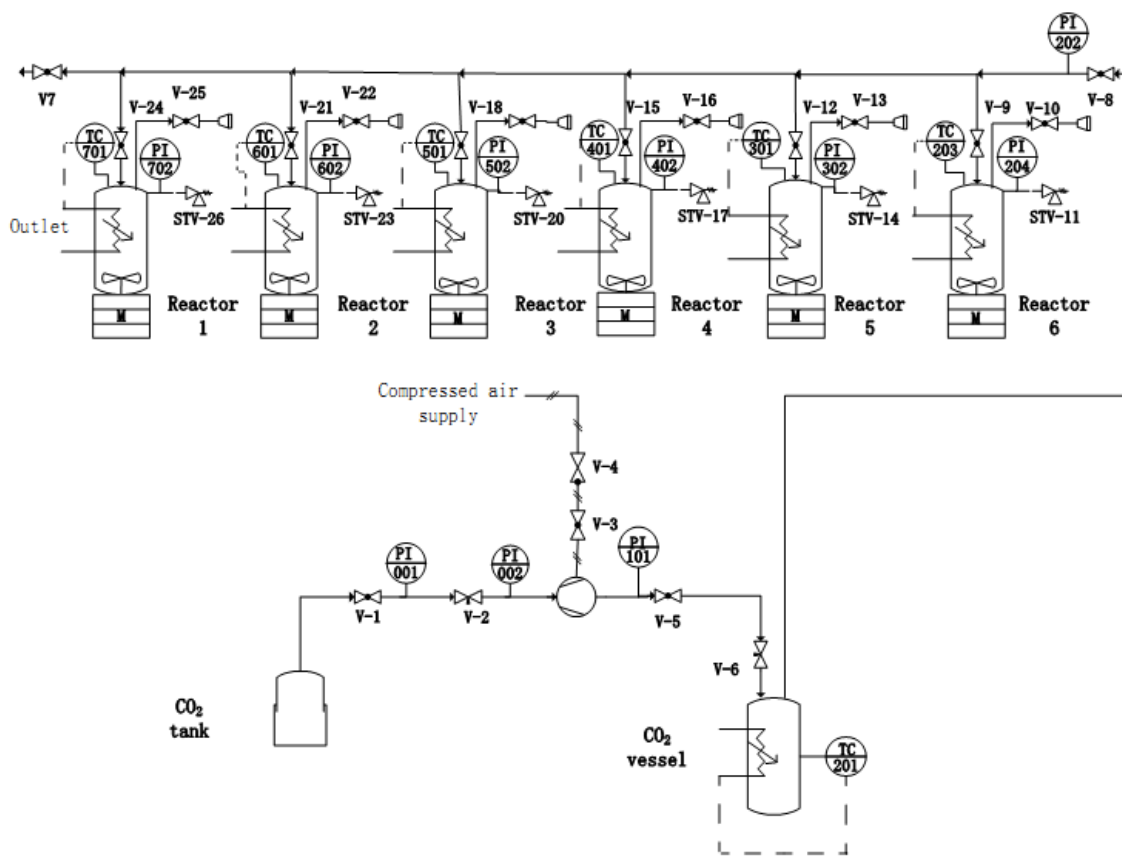 PI
202
V7
V-8
V-24
V-25
V-21
V-22
V-18
V-15
V-16
V-12
V-13
V-9
V-10
TC
701
PI
702
TC
601
PI
602
TC
501
PI
502
TC
401
PI
402
TC
301
PI
302
TC
203
PI
204
Outlet
STV-26
STV-23
STV-20
STV-17
STV-14
STV-11
M
Reactor
1
M
Reactor
2
M
Reactor
3
M
Reactor
4
M
Reactor
5
M
Reactor
6
Compressed air
supply
V-4
V-3
PI
001
PI
002
PI
101
V-1
V-2
V-5
V-6
CO₂
tank
CO₂
vessel
TC
201